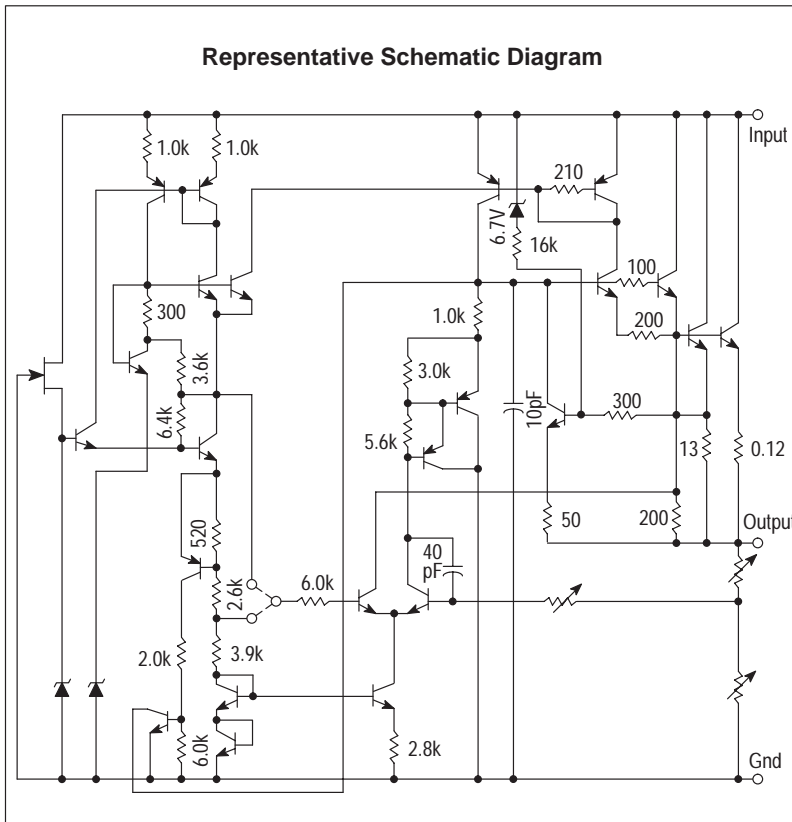 Representative Schematic Diagram
Input
1.0k
1.0k
210
6.7V
16k
100
300
1.0k
200
3.6k
3.0k
10pF
300
6.4k
5.6k
13
0.12
520
50
200
Output
40
pF
2.6k
6.0k
3.9k
2.0k
6.0k
2.8k
Gnd